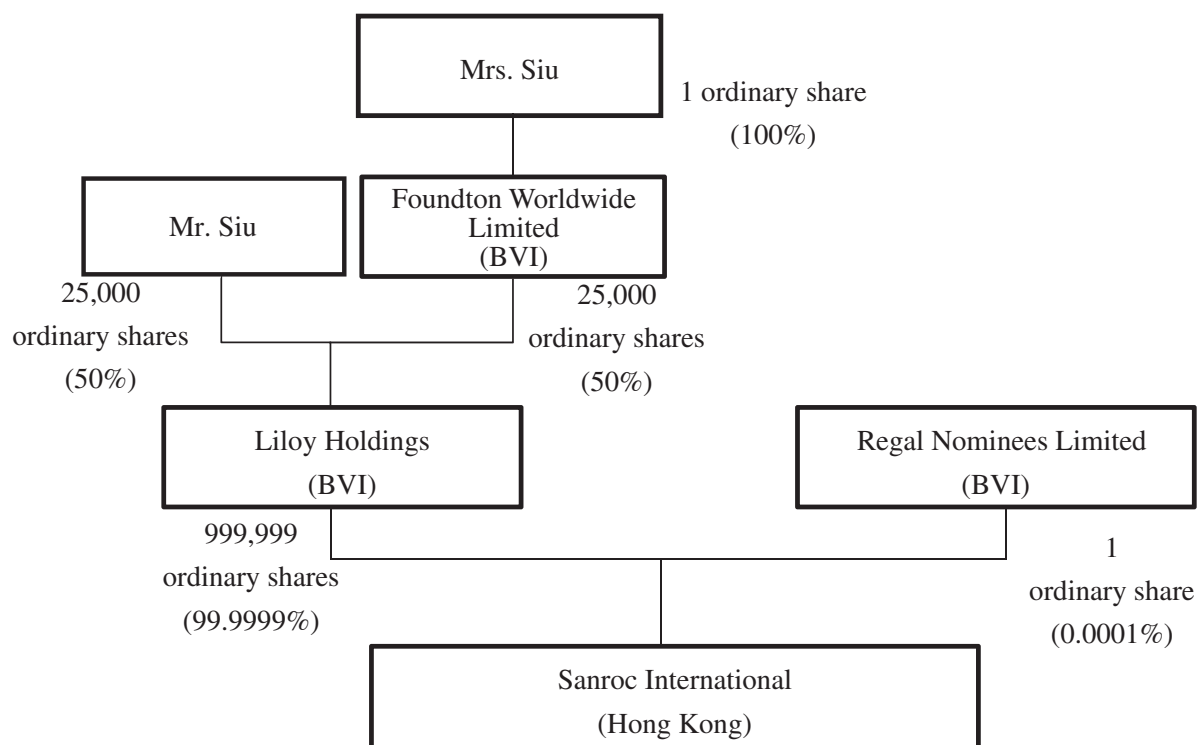 Mrs. Siu
1 ordinary share
(100%)
Mr. Siu
Foundton Worldwide
Limited
(BVI)
25,000
ordinary shares
(50%)
25,000
ordinary shares
(50%)
Liloy Holdings
(BVI)
Regal Nominees Limited
(BVI)
999,999
ordinary shares
(99.9999%)
1
ordinary share
(0.0001%)
Sanroc International
(Hong Kong)